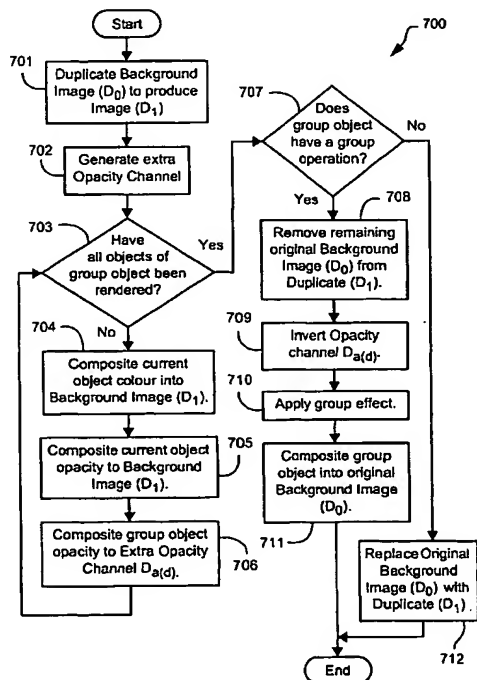 Start
700
701
Duplicate Background
Image (D0) to produce
Image (D1)
702
Generate extra
Opacity Channel
703
Have
all objects of
group object been
rendered?
Yes
No
704
Composite current
object colour into
Background Image (D1).
Composite current object
opacity to Background
Image (D1).
705
Composite group object
opacity to Extra Opacity
Channel Da(d).
706
707
Does
group object
have a group
operation?
No
Yes
708
Remove remaining
original Background
Image (D0) from
Duplicate (D1).
709
Invert Opacity
channel Da(d).
710
Apply group effect.
Composite group
object into original
Background Image
(D0).
711
Replace Original
Background
Image (D0) with
Duplicate (D1).
712
End